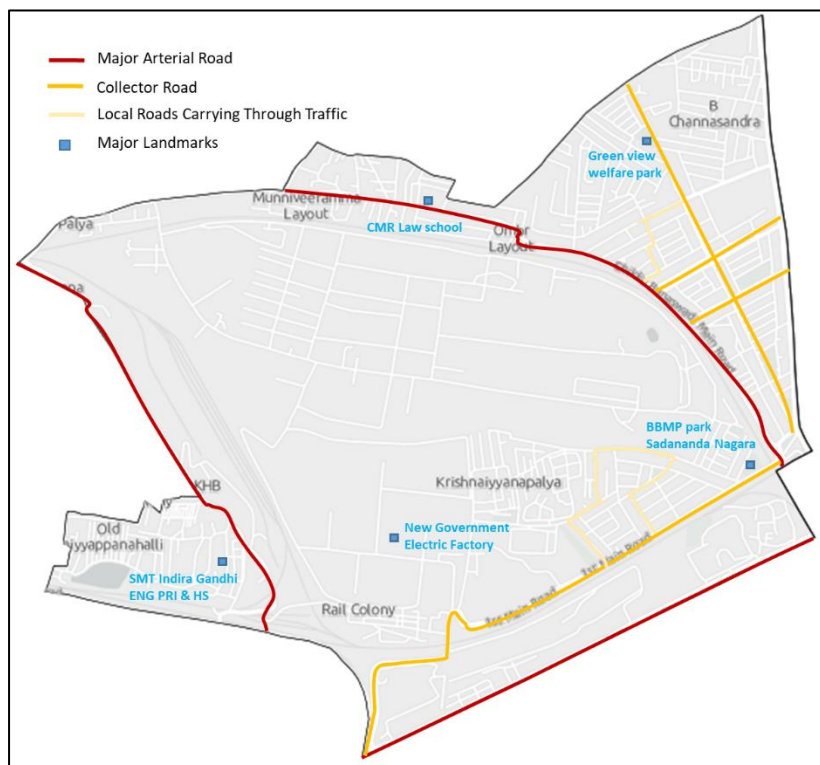 Major Arterial Road
Collector Road
Local Roads Carrying Through Traffic
Major Landmarks
B
Channasandra
Green view
welfare park
Munniveeramma
Layout
Palya
CMR Law school
Layout
Main Road
BBMP park
Sadananda Nagara
KHB
Krishnaiyyanapalya
Old
iyyappanahalli
New Government
Electric Factory
1st Main Road
SMT Indira Gandhi
ENG PRI & HS
Rail Colony
1st Main Road